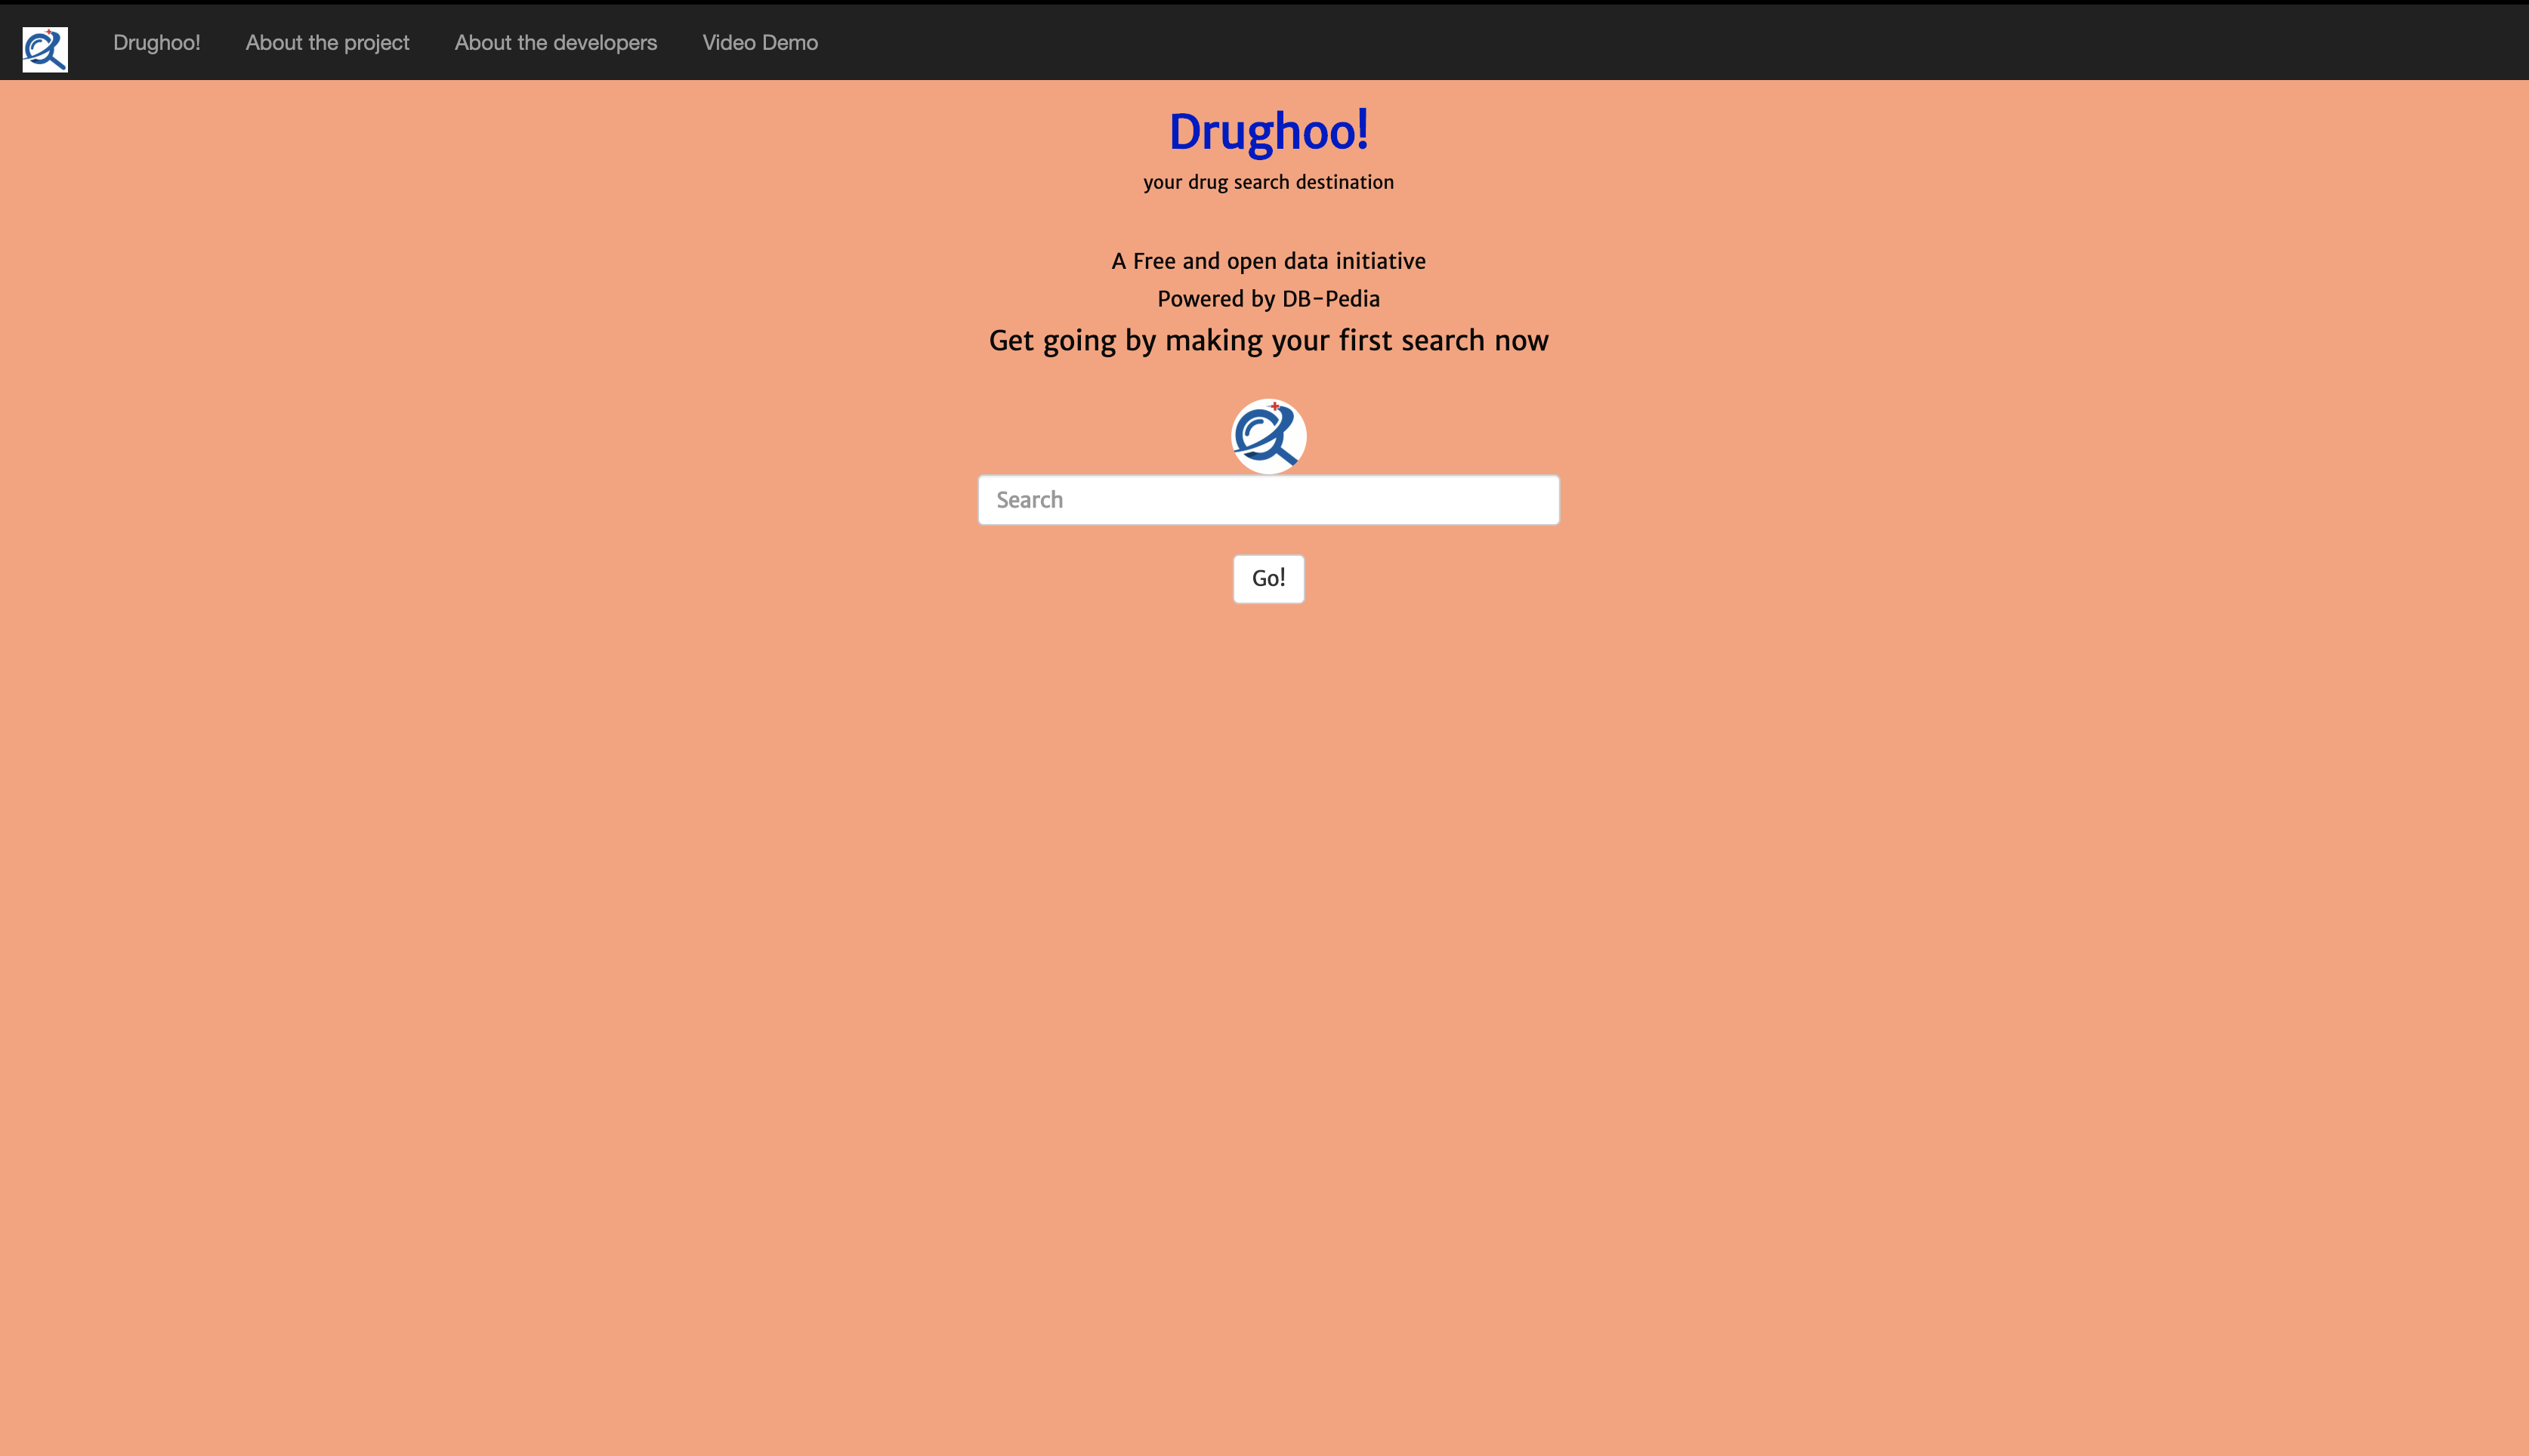 Drughoo! About the project About the developers Video Demo
Drughoo!
your drug search destination
A Free and open data initiative
Powered by DB-Pedia
Get going by making your first search now
Search
Go!